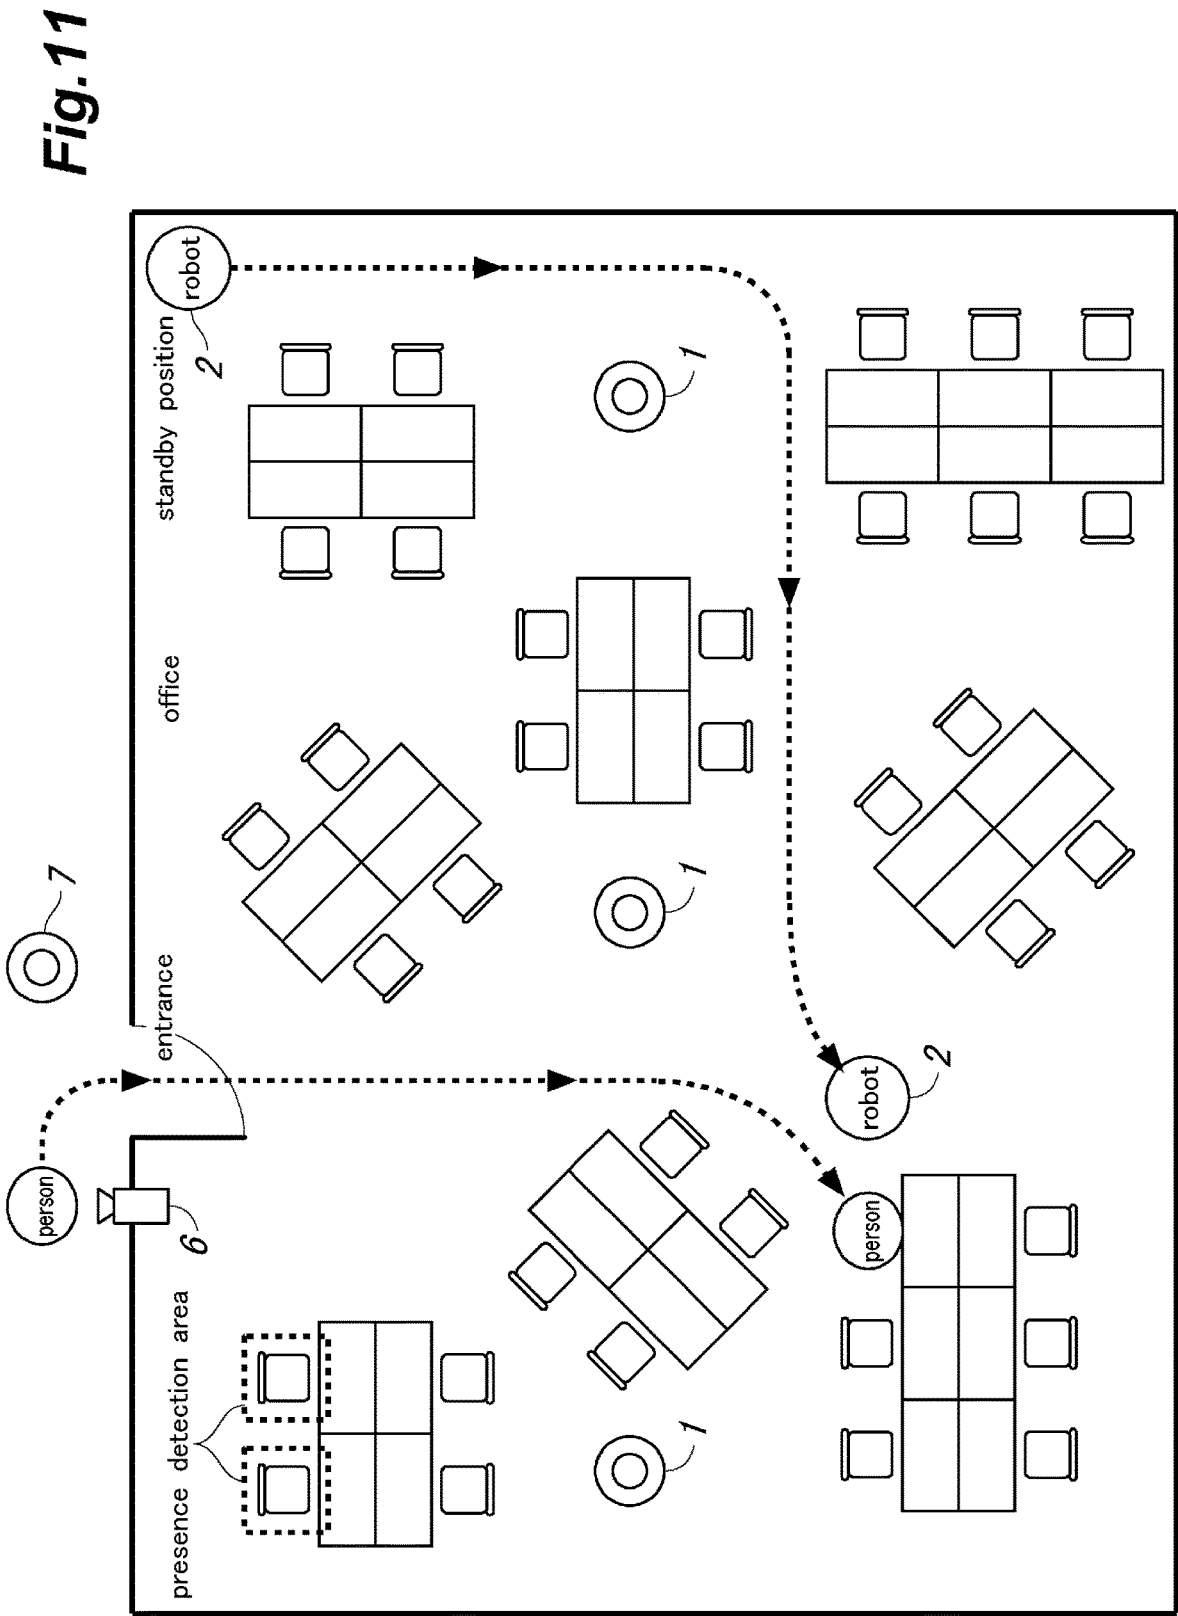 Fig.11
person
7
presence detection area
6
entrance
office
standby position
robot
2
1
1
1
person
robot
2